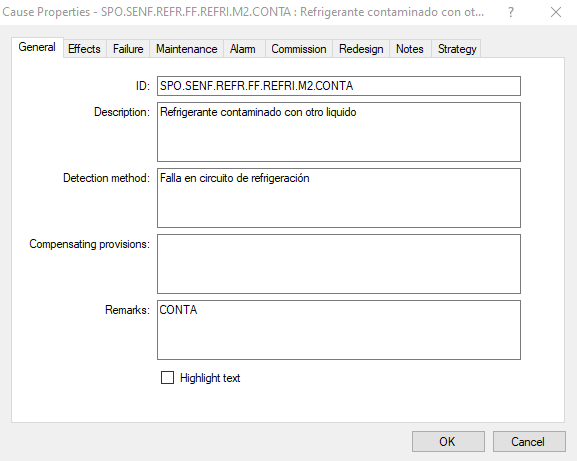 Cause Properties - SPO.SENF.REFR.FF.REFRI.M2.CONTA : Refrigerante contaminado con ot... ?
General Effects Failure Maintenance Alarm Commission Redesign Notes Strategy
ID: SPO.SENF.REFR.FF.REFRI.M2.CONTA
Description: Refrigerante contaminado con otro liquido
Detection method: Falla en circuito de refrigeración
Compensating provisions:
Remarks: CONTA
Highlight text
OK Cancel